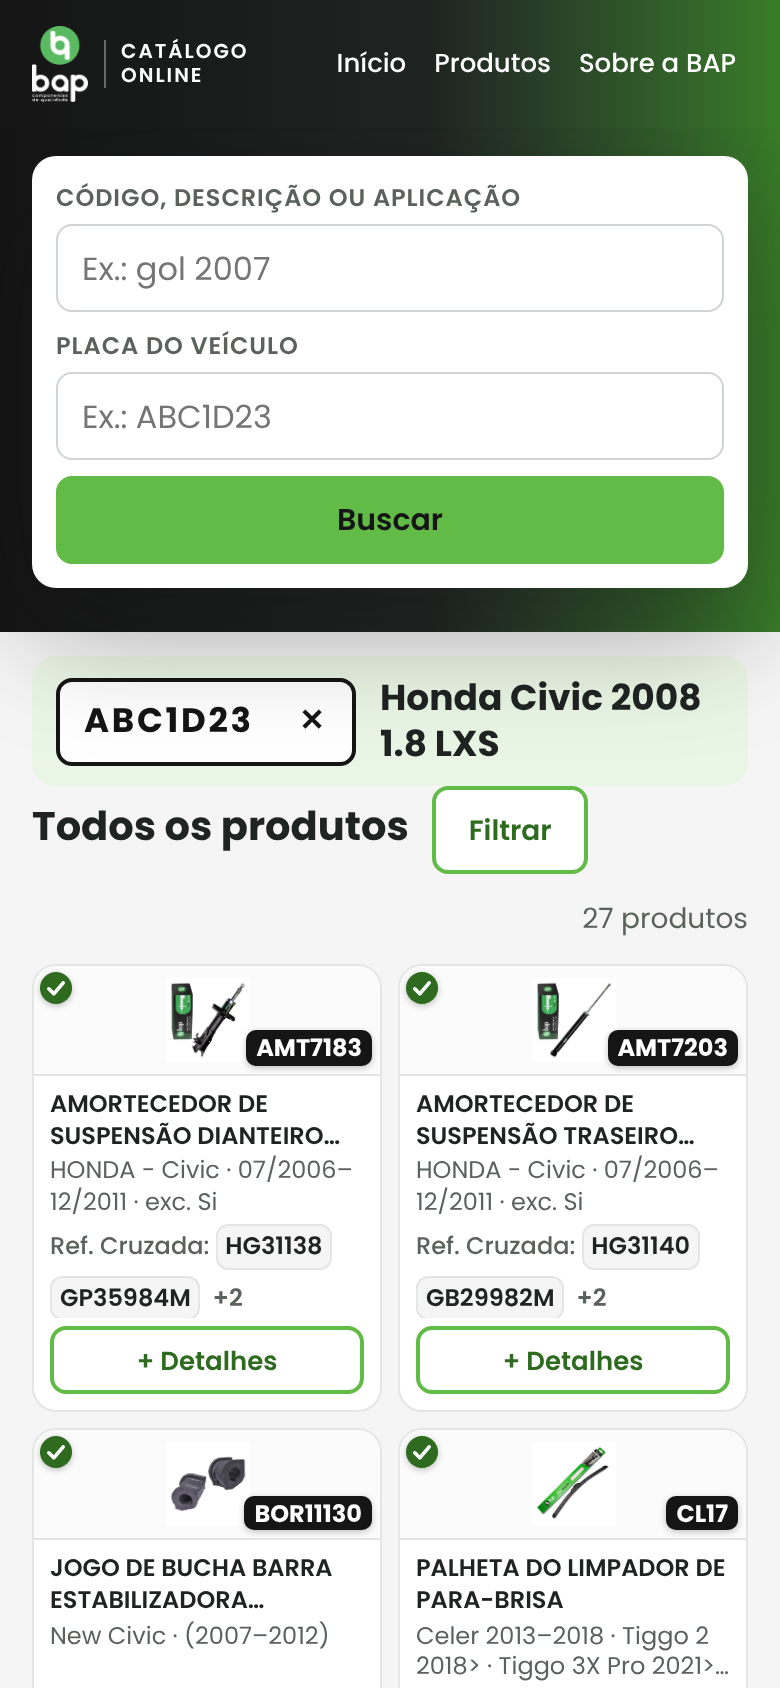 bap
componentes
de qualidade
CATÁLOGO
ONLINE
Início
Produtos
Sobre a BAP
CÓDIGO, DESCRIÇÃO OU APLICAÇÃO
Ex.: gol 2007
PLACA DO VEÍCULO
Ex.: ABC1D23
Buscar
ABC1D23 ✕
Honda Civic 2008
1.8 LXS
Todos os produtos
Filtrar
27 produtos
AMT7183
AMORTECEDOR DE
SUSPENSÃO DIANTEIRO...
HONDA - Civic · 07/2006–
12/2011 · exc. Si
Ref. Cruzada: HG31138
GP35984M +2
+ Detalhes
AMT7203
AMORTECEDOR DE
SUSPENSÃO TRASEIRO...
HONDA - Civic · 07/2006–
12/2011 · exc. Si
Ref. Cruzada: HG31140
GB29982M +2
+ Detalhes
BOR11130
JOGO DE BUCHA BARRA
ESTABILIZADORA...
New Civic · (2007–2012)
CL17
PALHETA DO LIMPADOR DE
PARA-BRISA
Celer 2013–2018 · Tiggo 2
2018> · Tiggo 3X Pro 2021>...